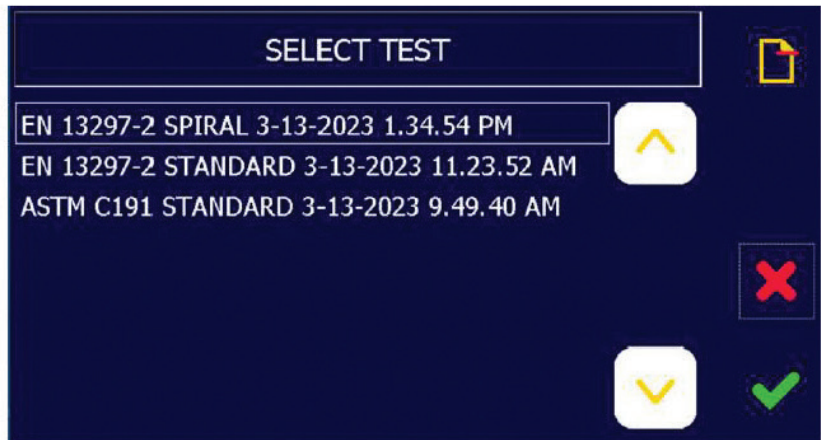 SELECT TEST
EN 13297-2 SPIRAL 3-13-2023 1.34.54 PM
EN 13297-2 STANDARD 3-13-2023 11.23.52 AM
ASTM C191 STANDARD 3-13-2023 9.49.40 AM